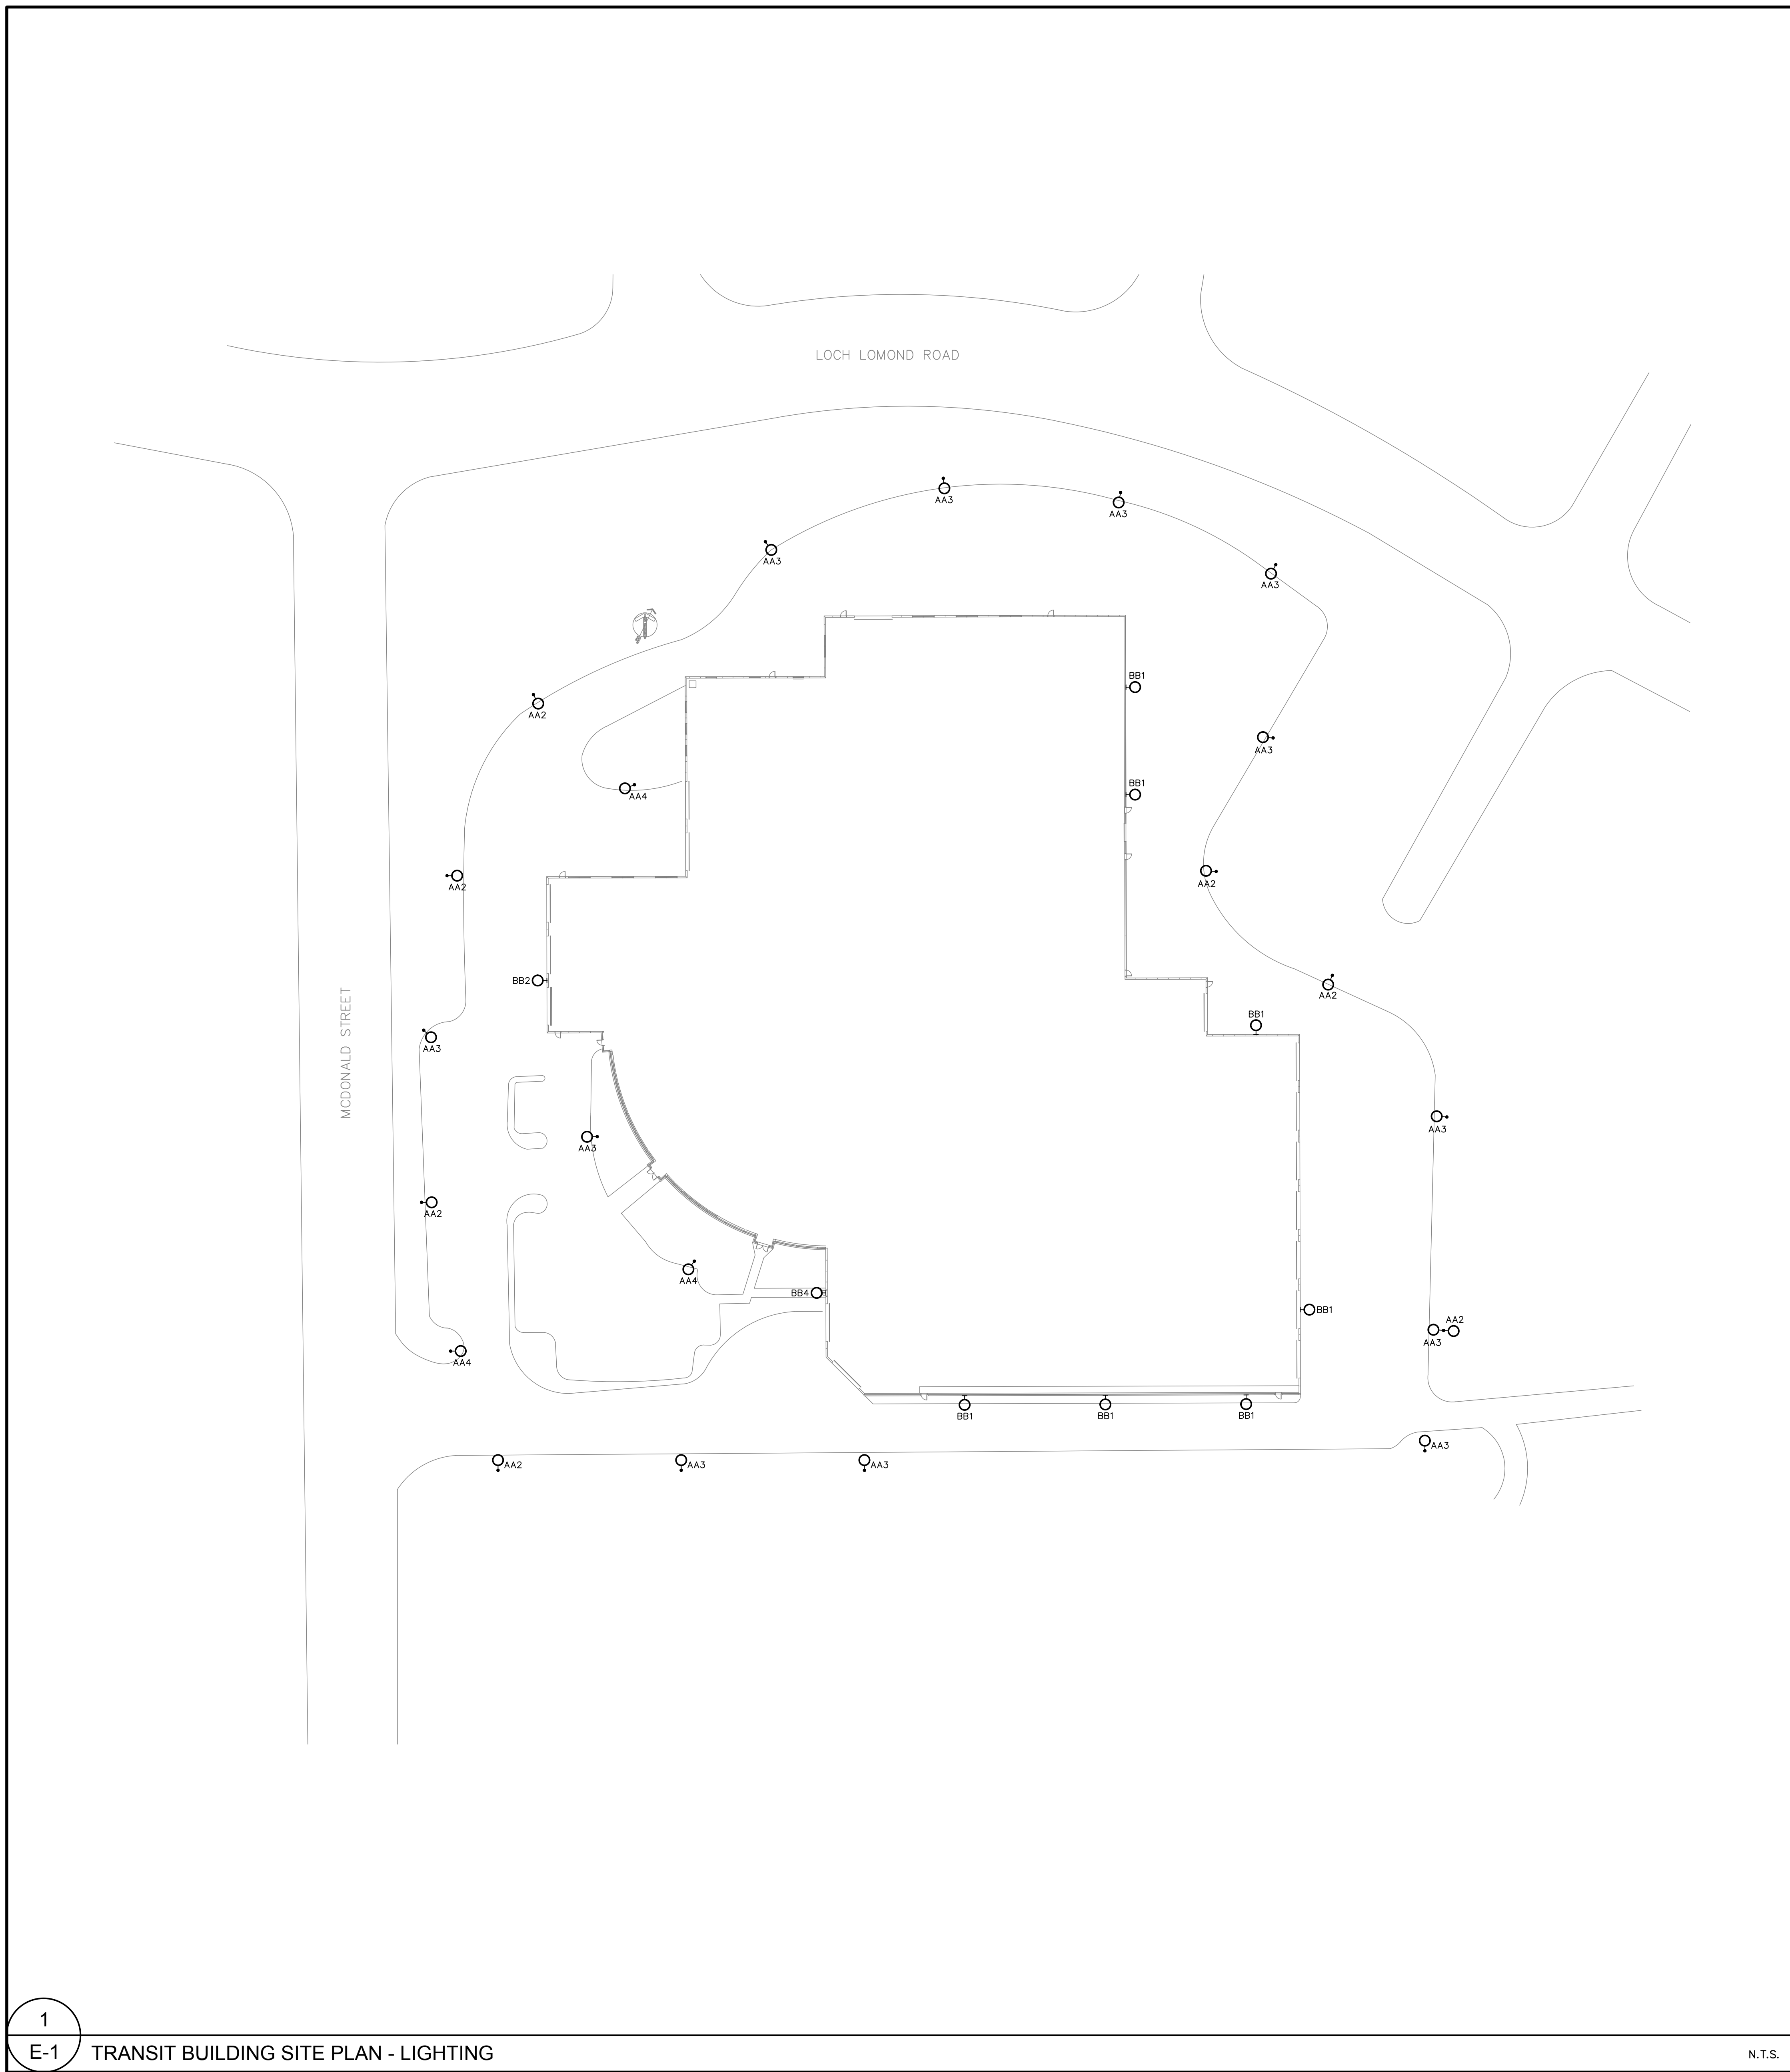 LOCH LOMOND ROAD
AA3
AA3
AA3
AA3
BB1
AA2
AA3
BB1
AA4
AA2
AA2
BB2
AA2
BB1
MCDONALD STREET
AA3
AA3
AA3
AA2
AA4
BB4
BB1
AA2
AA3
AA4
BB1
BB1
BB1
AA3
AA2
AA3
AA3
1
E-1
TRANSIT BUILDING SITE PLAN - LIGHTING
N.T.S.